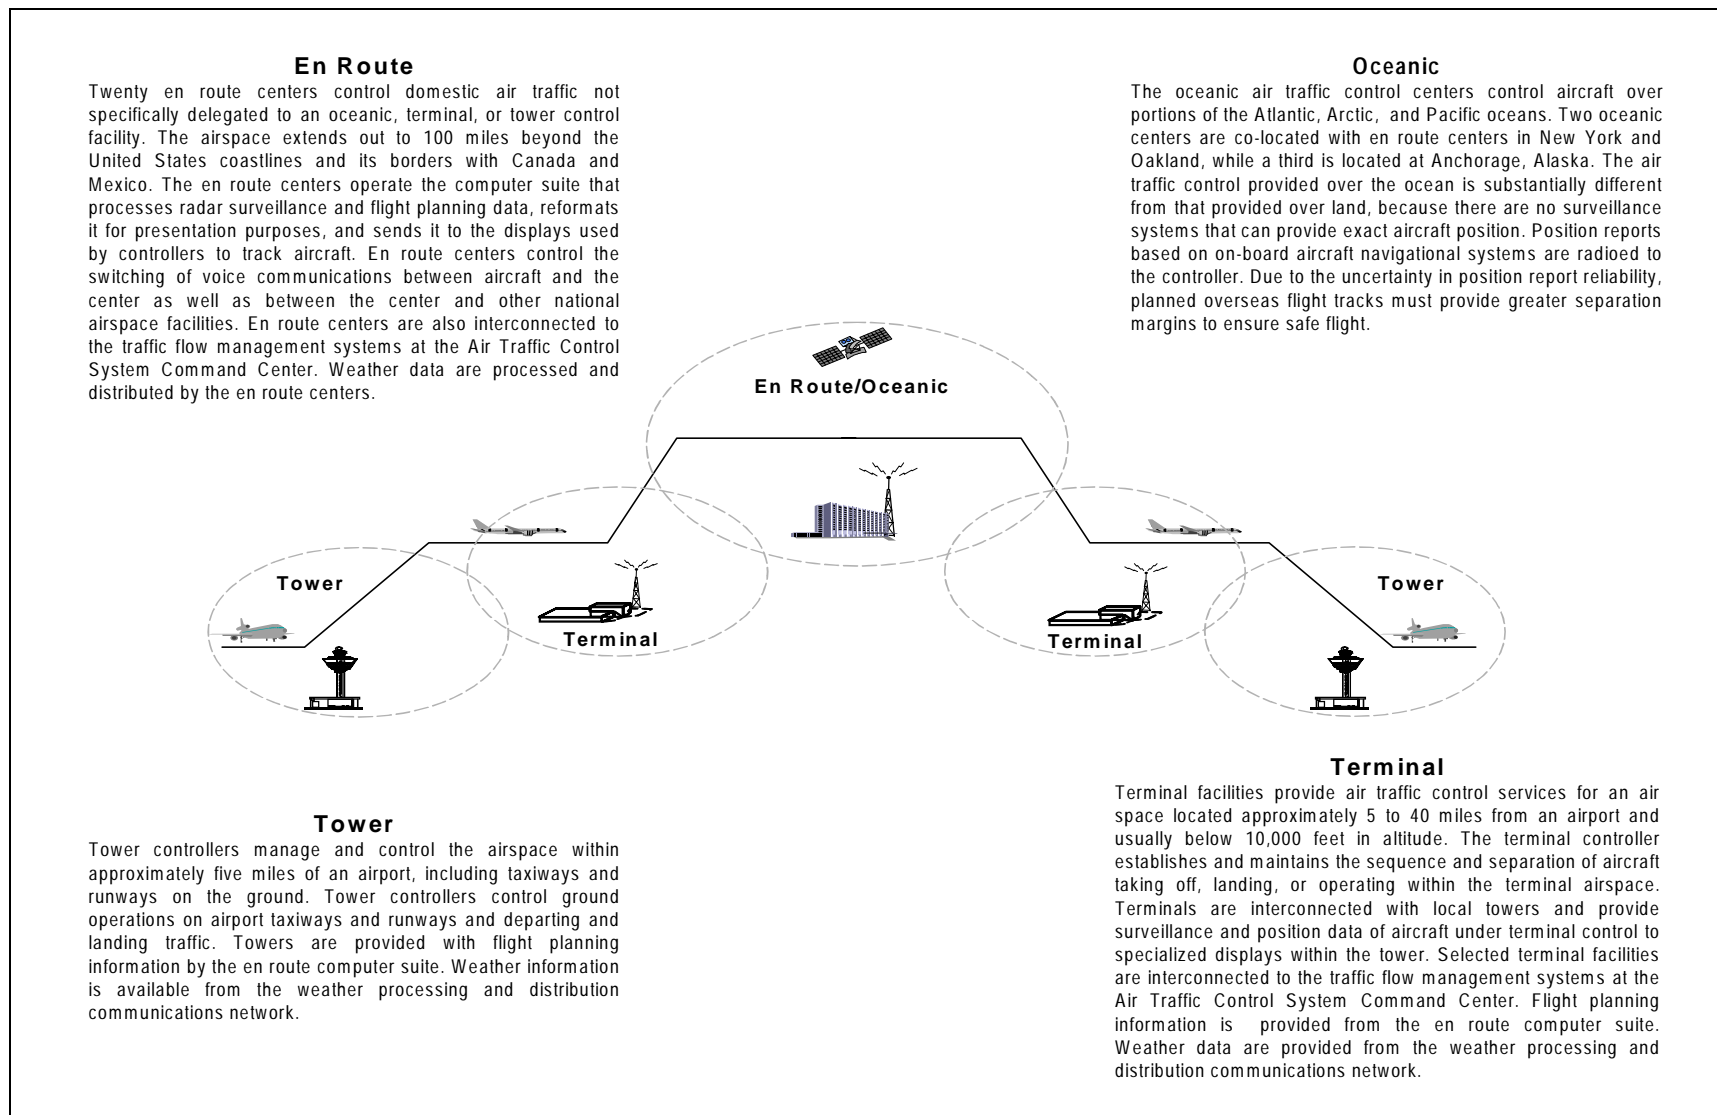 En Route
Twenty en route centers control domestic air traffic not
specifically delegated to an oceanic, terminal, or tower control
facility. The airspace extends out to 100 miles beyond the
United States coastlines and its borders with Canada and
Mexico. The en route centers operate the computer suite that
processes radar surveillance and flight planning data, reformats
it for presentation purposes, and sends it to the displays used
by controllers to track aircraft. En route centers control the
switching of voice communications between aircraft and the
center as well as between the center and other national
airspace facilities. En route centers are also interconnected to
the traffic flow management systems at the Air Traffic Control
System Command Center. Weather data are processed and
distributed by the en route centers.
Oceanic
The oceanic air traffic control centers control aircraft over
portions of the Atlantic, Arctic, and Pacific oceans. Two oceanic
centers are co-located with en route centers in New York and
Oakland, while a third is located at Anchorage, Alaska. The air
traffic control provided over the ocean is substantially different
from that provided over land, because there are no surveillance
systems that can provide exact aircraft position. Position reports
based on on-board aircraft navigational systems are radioed to
the controller. Due to the uncertainty in position report reliability,
planned overseas flight tracks must provide greater separation
margins to ensure safe flight.
En Route/Oceanic
Tower
Terminal
Terminal
Tower
Tower
Tower controllers manage and control the airspace within
approximately five miles of an airport, including taxiways and
runways on the ground. Tower controllers control ground
operations on airport taxiways and runways and departing and
landing traffic. Towers are provided with flight planning
information by the en route computer suite. Weather information
is available from the weather processing and distribution
communications network.
Terminal
Terminal facilities provide air traffic control services for an air
space located approximately 5 to 40 miles from an airport and
usually below 10,000 feet in altitude. The terminal controller
establishes and maintains the sequence and separation of aircraft
taking off, landing, or operating within the terminal airspace.
Terminals are interconnected with local towers and provide
surveillance and position data of aircraft under terminal control to
specialized displays within the tower. Selected terminal facilities
are interconnected to the traffic flow management systems at the
Air Traffic Control System Command Center. Flight planning
information is provided from the en route computer suite.
Weather data are provided from the weather processing and
distribution communications network.